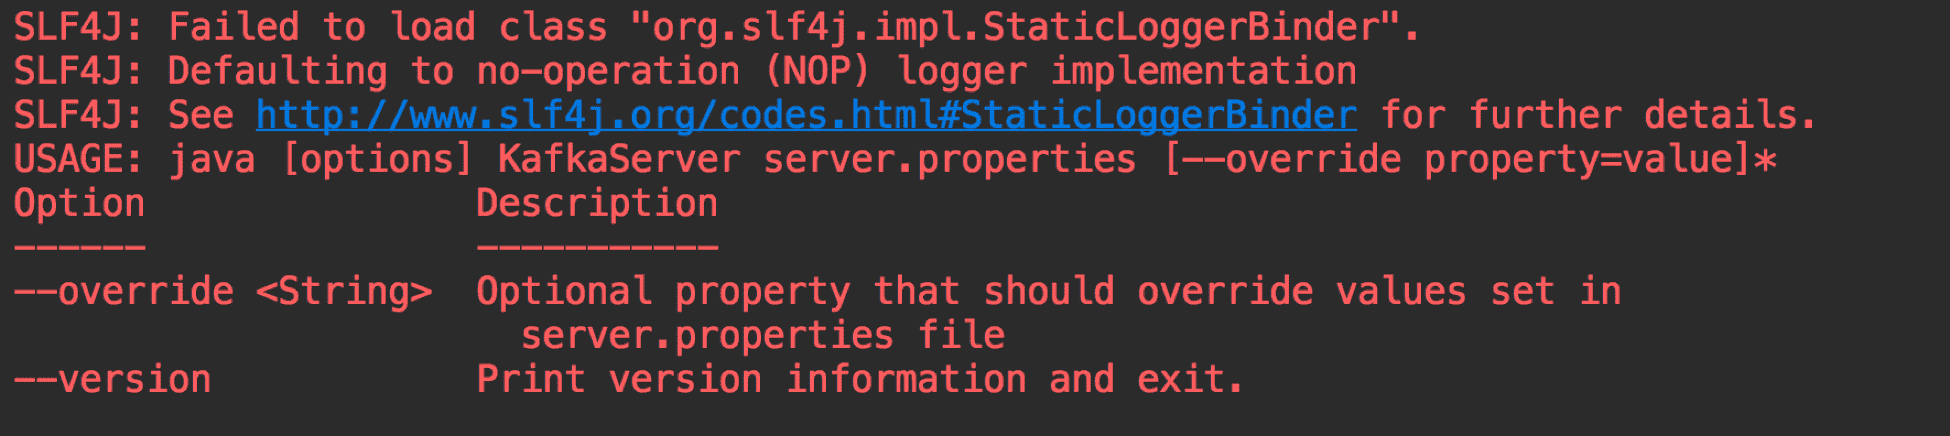 SLF4J: Failed to load class "org.slf4j.impl.StaticLoggerBinder".
SLF4J: Defaulting to no-operation (NOP) logger implementation
SLF4J: See http://www.slf4j.org/codes.html#StaticLoggerBinder for further details.
USAGE: java [options] KafkaServer server.properties [--override property=value]*
Option               Description
------               -----------
--override <String>  Optional property that should override values set in
                       server.properties file
--version            Print version information and exit.